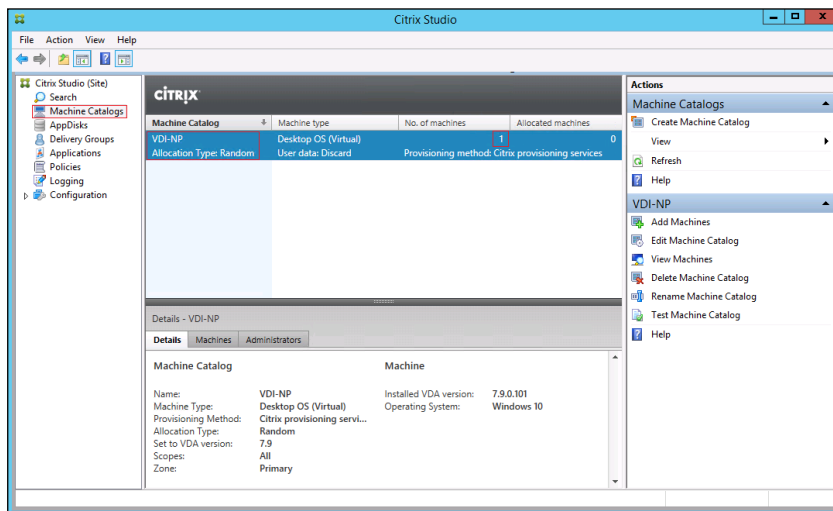 Citrix Studio
File Action View Help
Citrix Studio (Site)
Search
Machine Catalogs
AppDisks
Delivery Groups
Applications
Policies
Logging
Configuration
CITRIX
Machine Catalog Machine type No. of machines Allocated machines
VDI-NP Desktop OS (Virtual) 1 0
Allocation Type: Random User data: Discard Provisioning method: Citrix provisioning services
Details - VDI-NP
Details Machines Administrators
Machine Catalog Machine
Name: VDI-NP Installed VDA version: 7.9.0.101
Machine Type: Desktop OS (Virtual) Operating System: Windows 10
Provisioning Method: Citrix provisioning servi...
Allocation Type: Random
Set to VDA version: 7.9
Scopes: All
Zone: Primary
Actions
Machine Catalogs
Create Machine Catalog
View
Refresh
Help
VDI-NP
Add Machines
Edit Machine Catalog
View Machines
Delete Machine Catalog
Rename Machine Catalog
Test Machine Catalog
Help